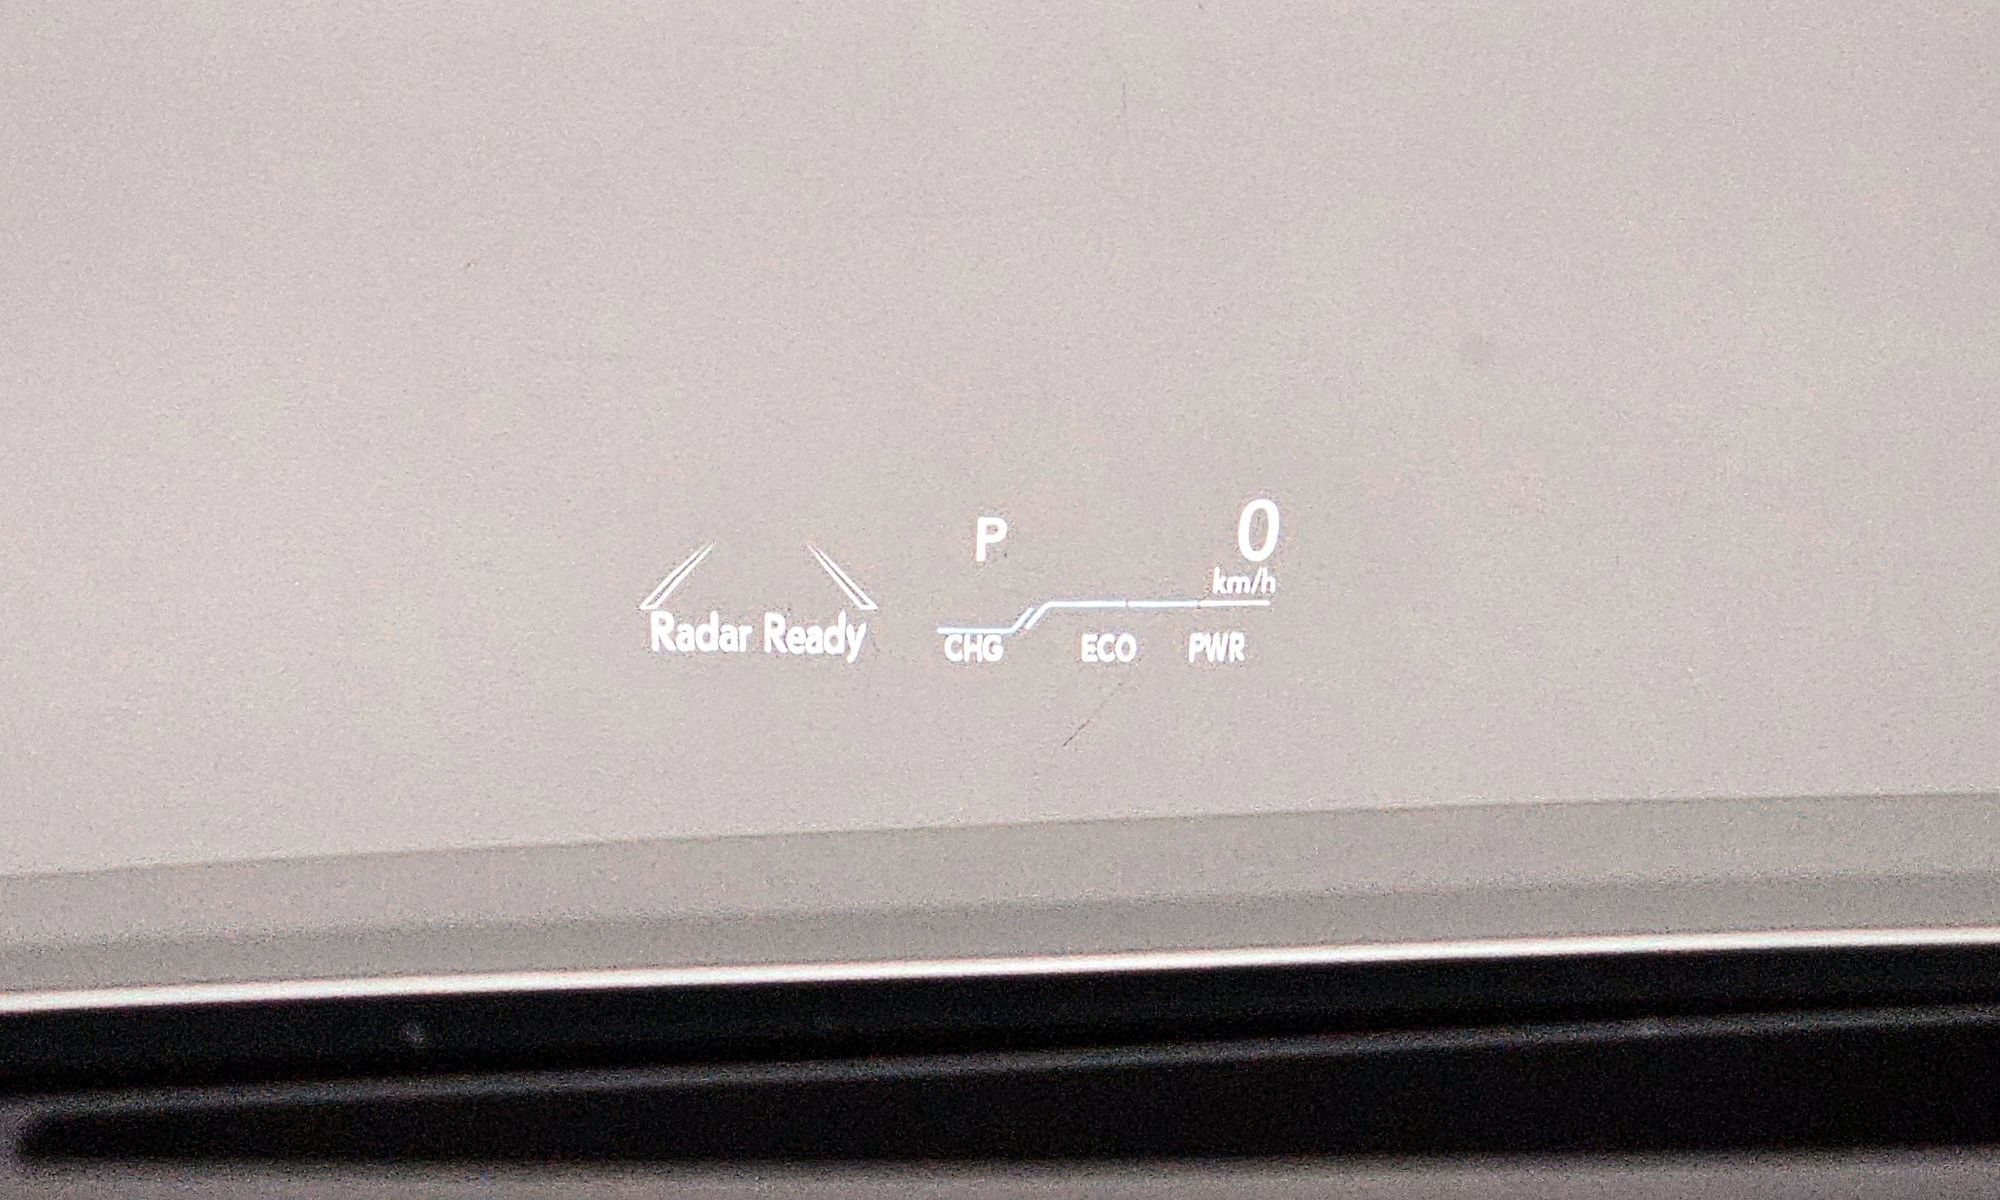 P
0
km/h
Radar Ready
CHG ECO PWR